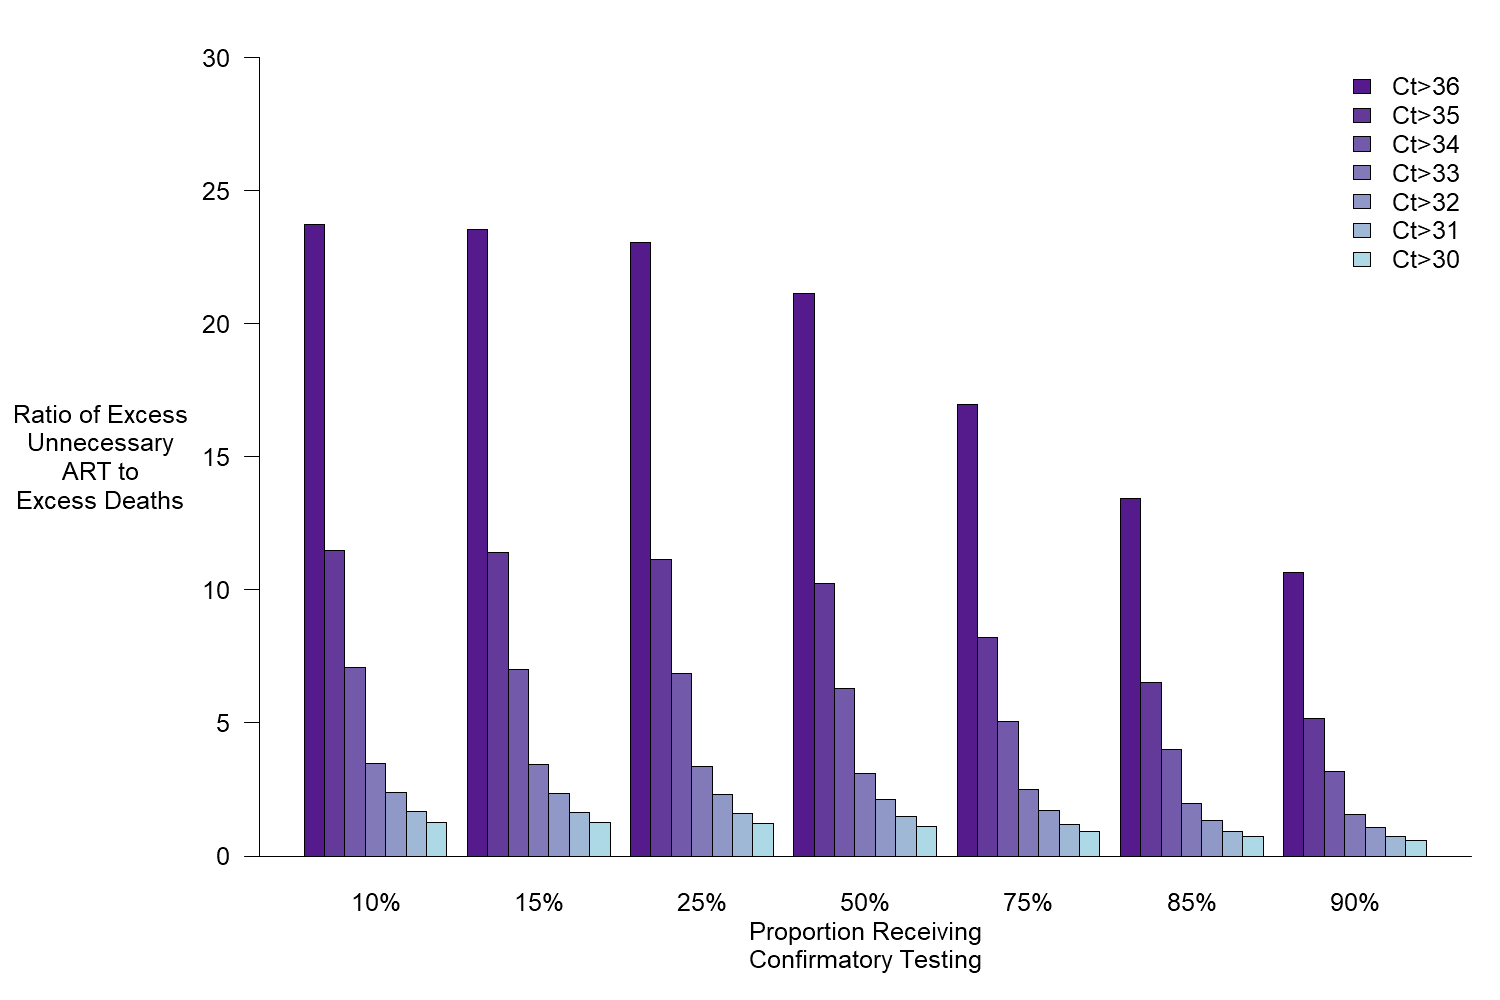 30
25
20
15
10
5
0
Ratio of Excess
Unnecessary
ART to
Excess Deaths
Ct>36
Ct>35
Ct>34
Ct>33
Ct>32
Ct>31
Ct>30
10% 15% 25% 50% 75% 85% 90%
Proportion Receiving
Confirmatory Testing